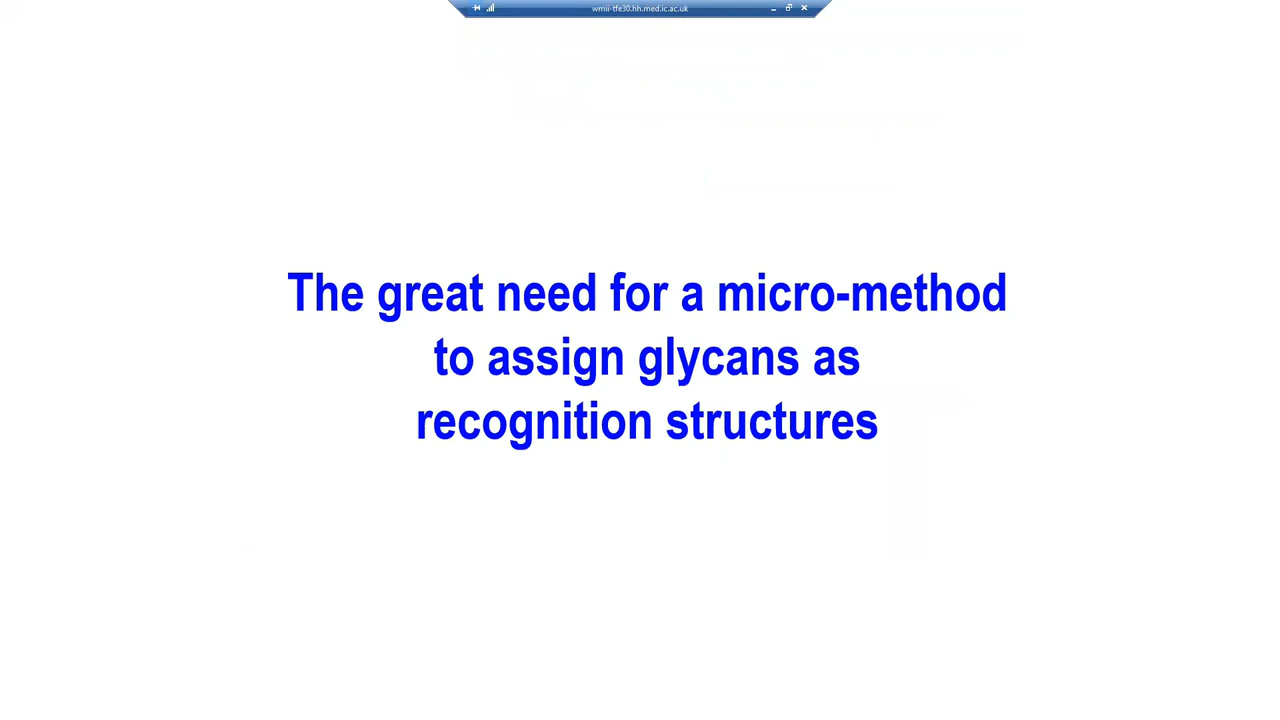 wmii-tfe30.hh.med.ic.ac.uk
The great need for a micro-method
to assign glycans as
recognition structures